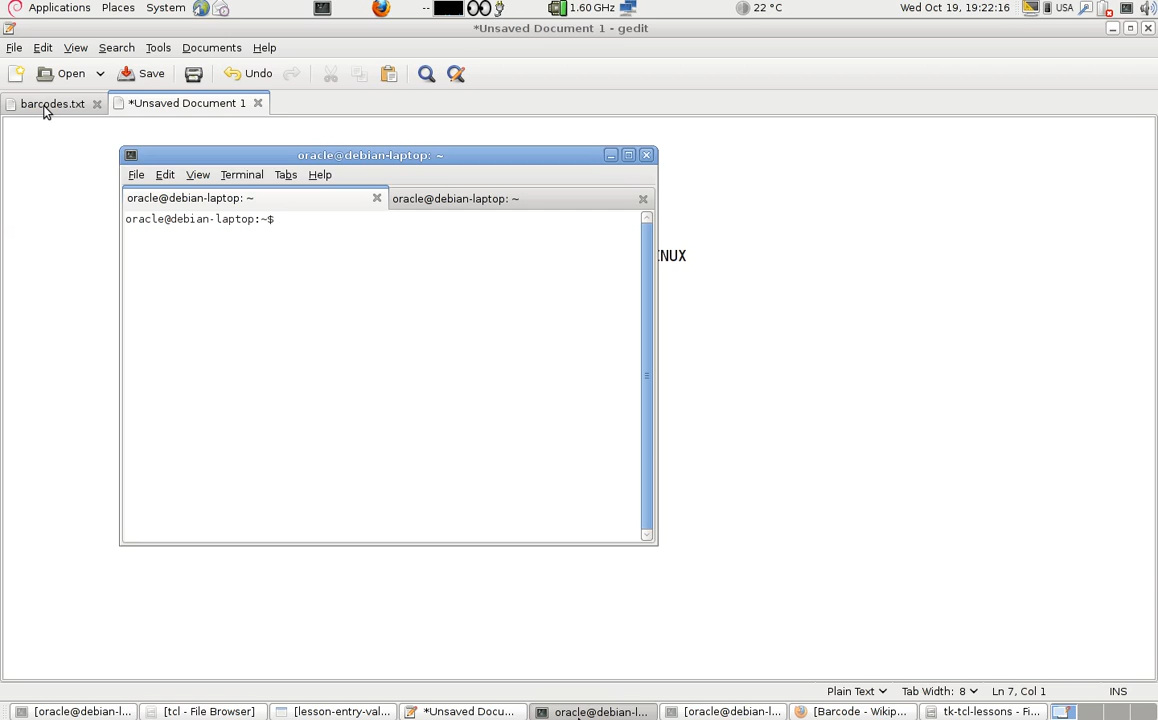 Applications Places System -- 1.60 GHz 22 °C Wed Oct 19, 19:22:16 USA
*Unsaved Document 1 - gedit
File Edit View Search Tools Documents Help
Open Save Undo
barcodes.txt *Unsaved Document 1
oracle@debian-laptop: ~
File Edit View Terminal Tabs Help
oracle@debian-laptop: ~ oracle@debian-laptop: ~
oracle@debian-laptop:~$
NUX
Plain Text Tab Width: 8 Ln 7, Col 1 INS
[oracle@debian-l... [tcl - File Browser] [lesson-entry-val... *Unsaved Docu... oracle@debian-l... [oracle@debian-l... [Barcode - Wikip... tk-tcl-lessons - Fi...